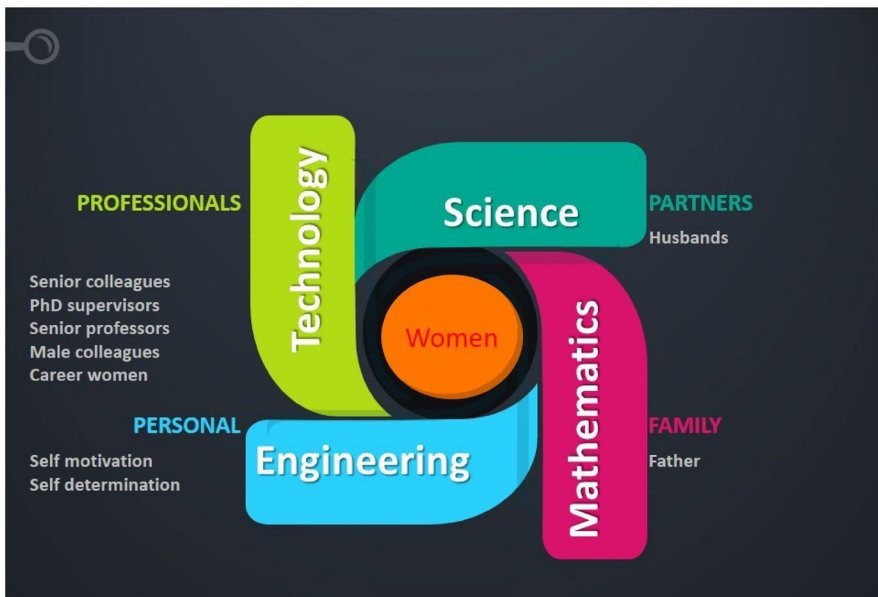 Technology
Science
PROFESSIONALS
PARTNERS
Husbands
Senior colleagues
PhD supervisors
Senior professors
Male colleagues
Career women
Women
Mathematics
PERSONAL
Engineering
FAMILY
Self motivation
Self determination
Father